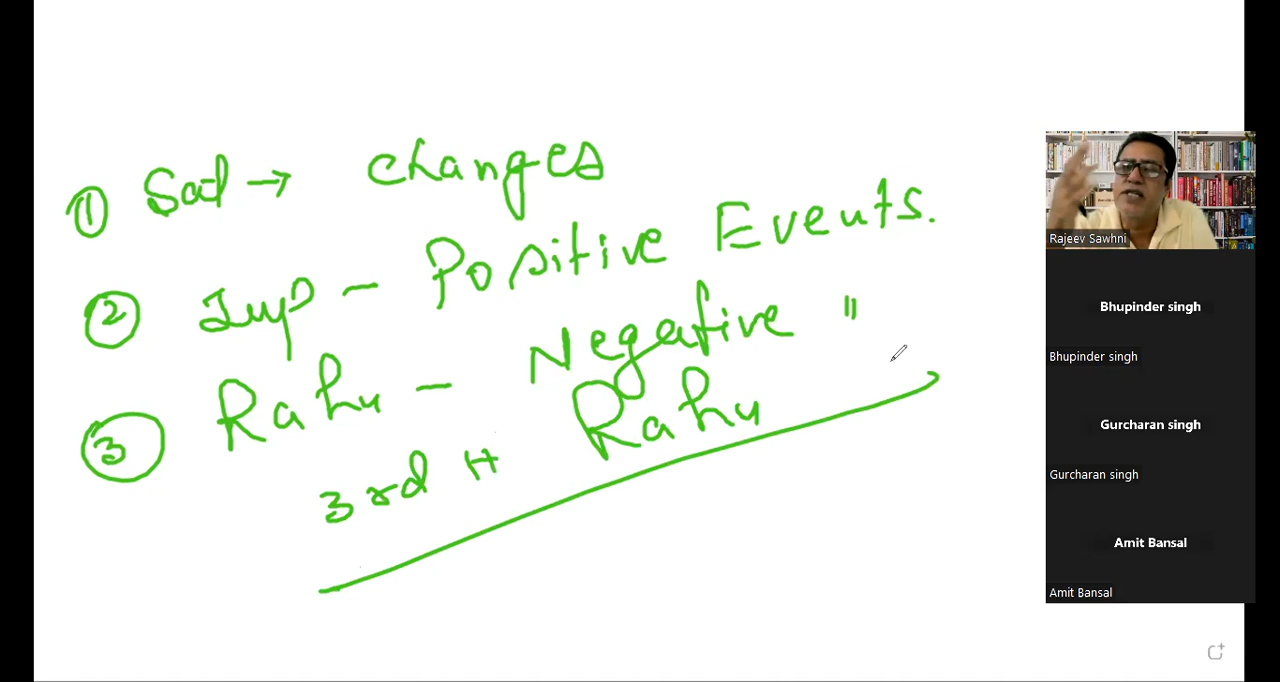 ① Sat → changes
② Jup - Positive Events.
③ Rahu - Negative "
3rd H Rahu
Rajeev Sawhni
Bhupinder singh
Bhupinder singh
Gurcharan singh
Gurcharan singh
Amit Bansal
Amit Bansal